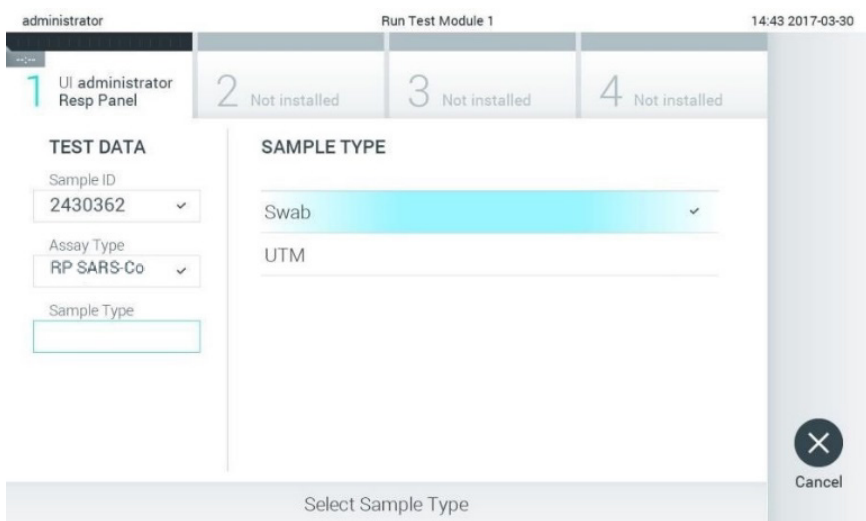 administrator Run Test Module 1 14:43 2017-03-30
--:--
1 UI administrator
Resp Panel
2 Not installed
3 Not installed
4 Not installed
TEST DATA
Sample ID
2430362
Assay Type
RP SARS-Co
Sample Type
SAMPLE TYPE
Swab
UTM
Cancel
Select Sample Type